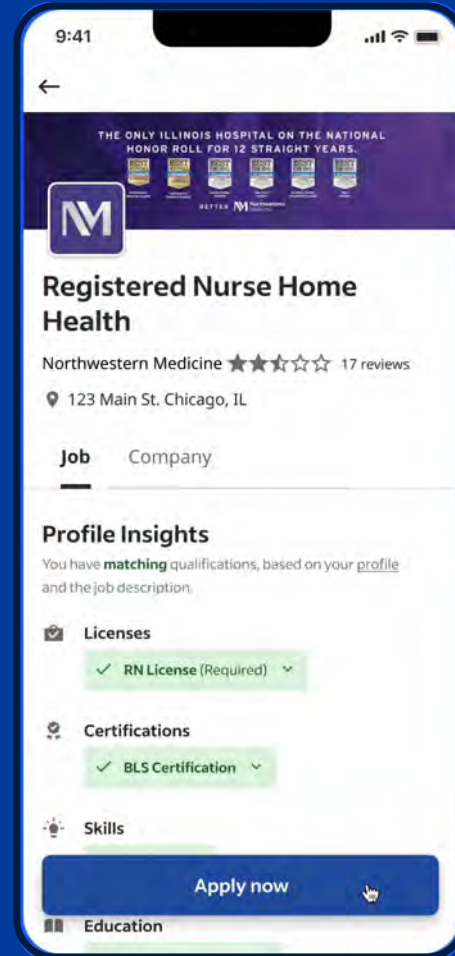 9:41
THE ONLY ILLINOIS HOSPITAL ON THE NATIONAL
HONOR ROLL FOR 12 STRAIGHT YEARS.
BETTER Northwestern
NM
Registered Nurse Home
Health
Northwestern Medicine 17 reviews
123 Main St. Chicago, IL
Job Company
Profile Insights
You have matching qualifications, based on your profile
and the job description.
Licenses
RN License (Required)
Certifications
BLS Certification
Skills
Apply now
Education